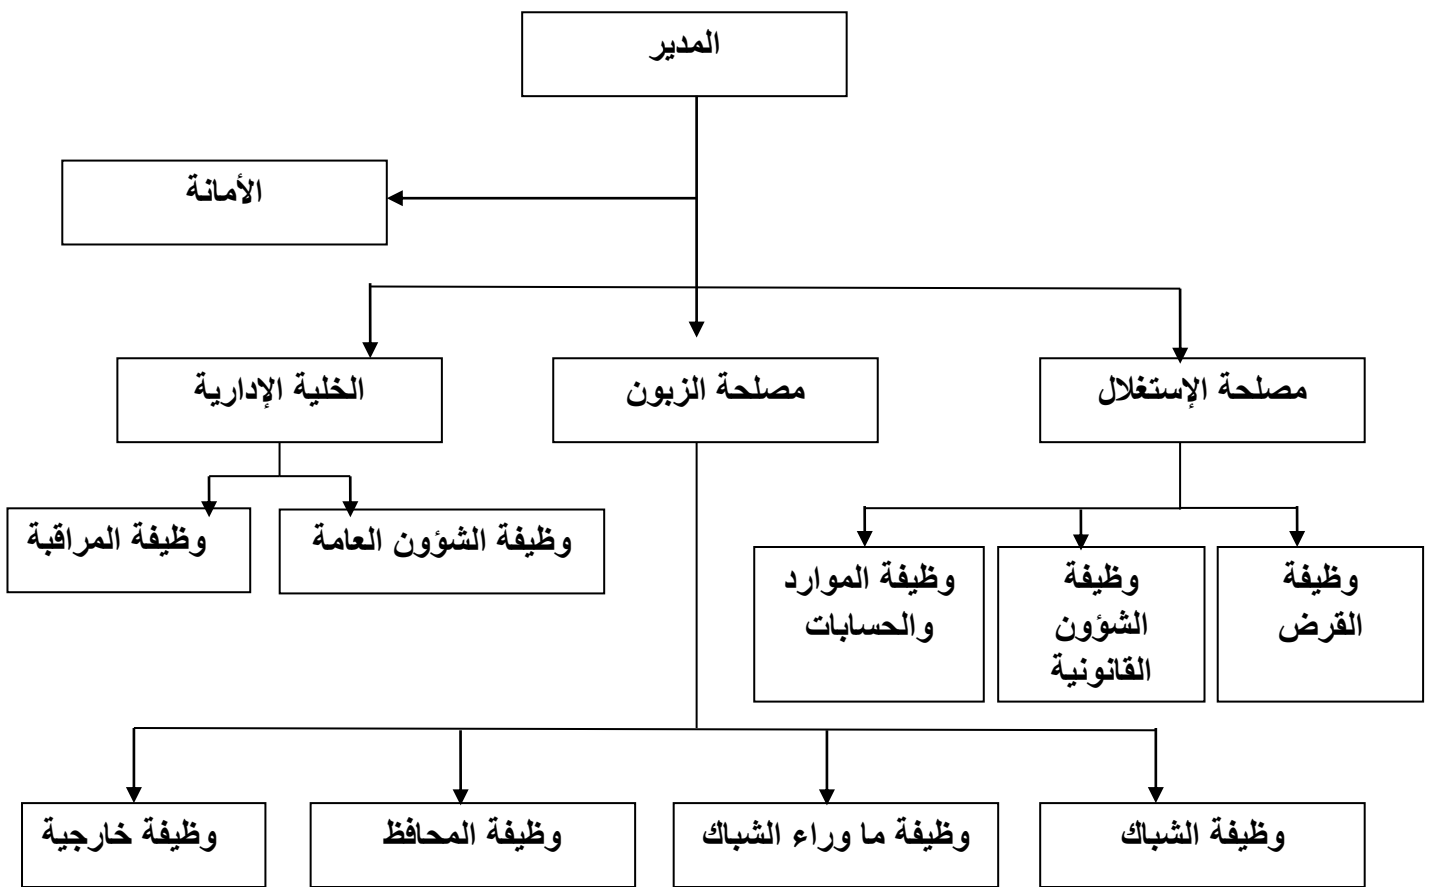 المدير
الأمانة
مصلحة الإستغلال
مصلحة الزبون
الخلية الإدارية
وظيفة القرض
وظيفة
الشؤون
القانونية
وظيفة الموارد
والحسابات
وظيفة الشؤون العامة
وظيفة المراقبة
وظيفة الشباك
وظيفة ما وراء الشباك
وظيفة المحافظ
وظيفة خارجية